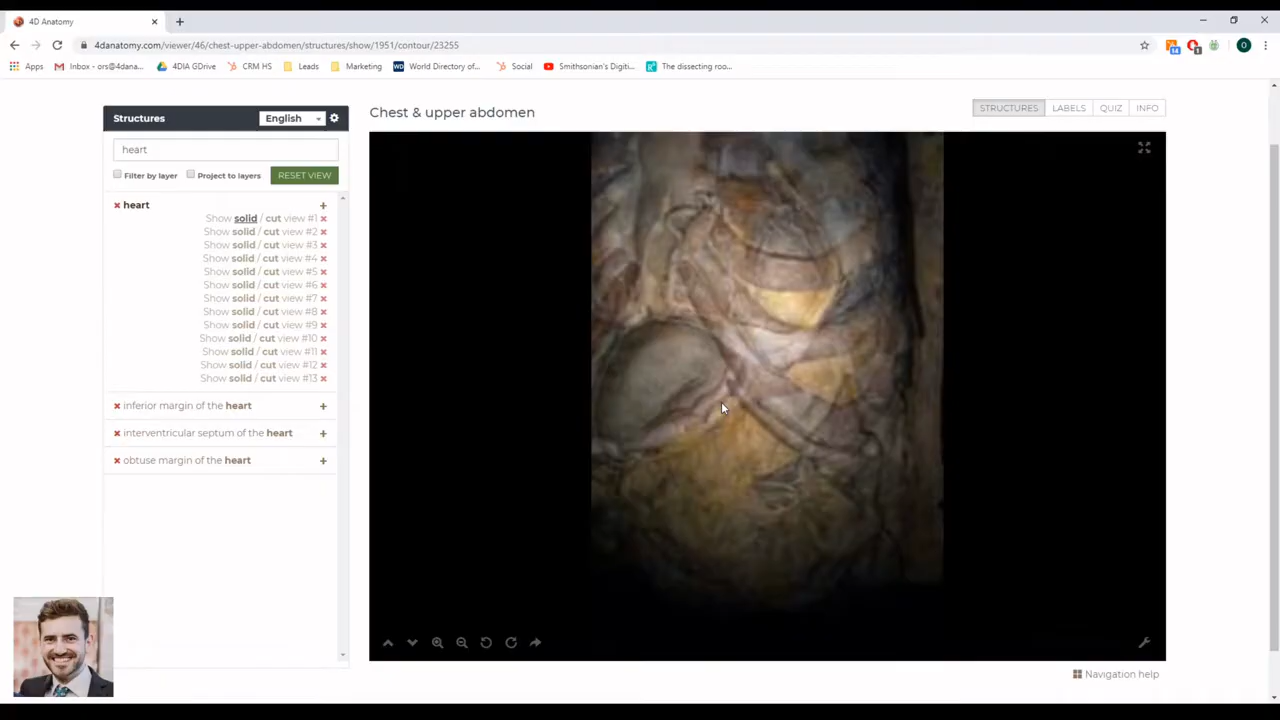 4D Anatomy
4danatomy.com/viewer/46/chest-upper-abdomen/structures/show/1951/contour/23255
14
1
O
Apps
Inbox - ors@4dana...
4DIA GDrive
CRM HS
Leads
Marketing
World Directory of...
Social
Smithsonian's Digiti...
The dissecting roo...
Structures
English
Chest & upper abdomen
STRUCTURES
LABELS
QUIZ
INFO
heart
Filter by layer
Project to layers
RESET VIEW
heart
Show solid / cut view #1
Show solid / cut view #2
Show solid / cut view #3
Show solid / cut view #4
Show solid / cut view #5
Show solid / cut view #6
Show solid / cut view #7
Show solid / cut view #8
Show solid / cut view #9
Show solid / cut view #10
Show solid / cut view #11
Show solid / cut view #12
Show solid / cut view #13
inferior margin of the heart
interventricular septum of the heart
obtuse margin of the heart
Navigation help